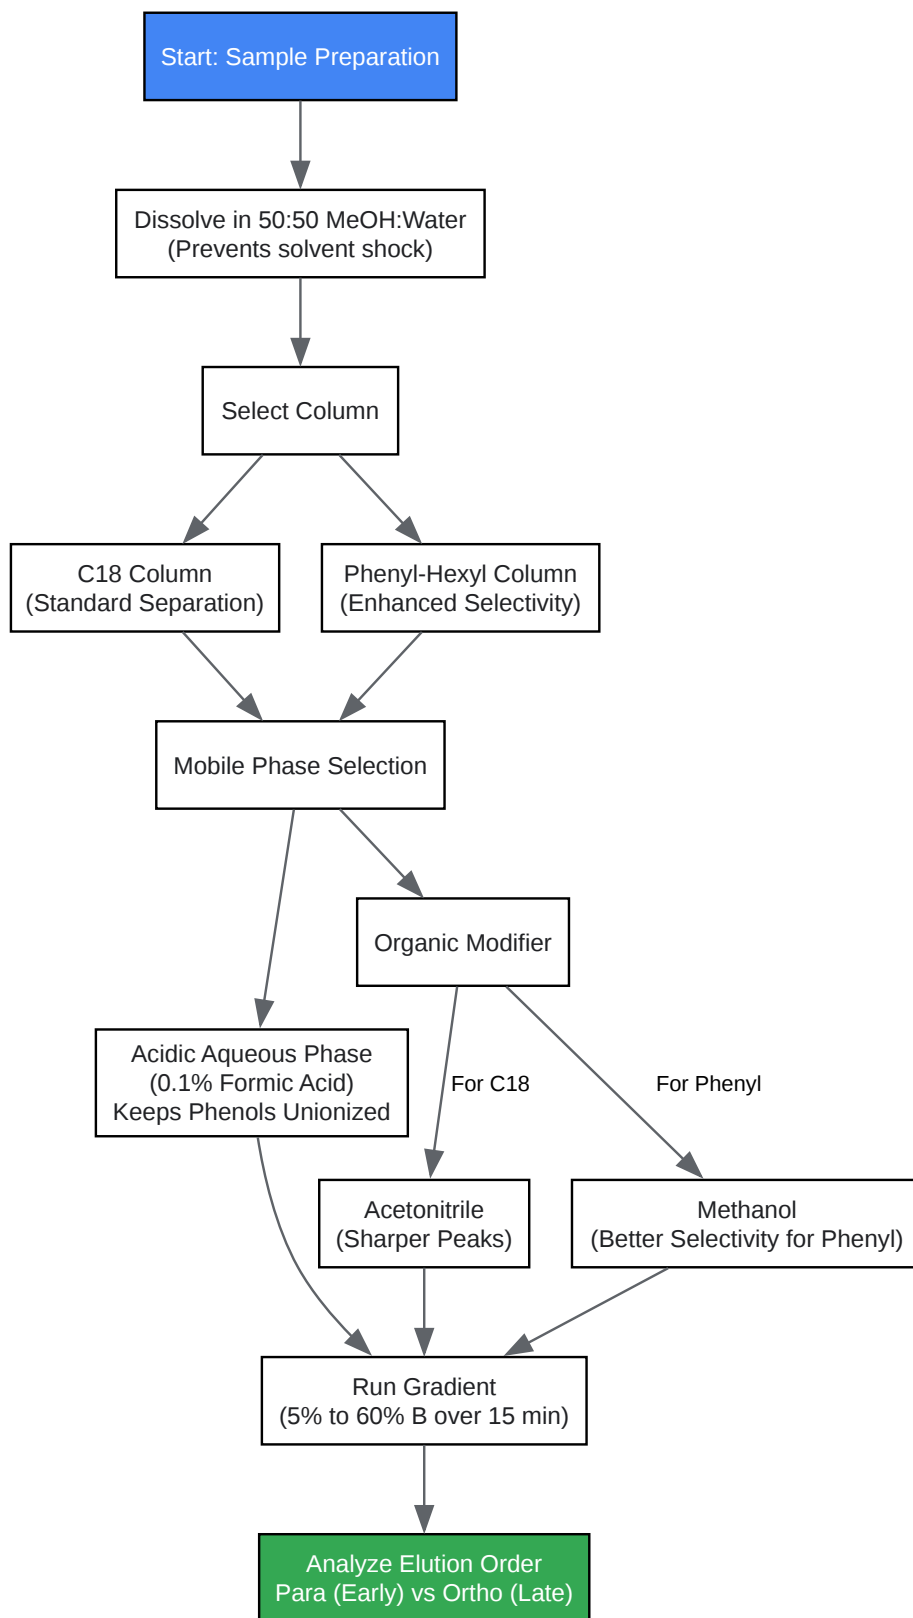 Start: Sample Preparation
Dissolve in 50:50 MeOH:Water
(Prevents solvent shock)
Select Column
C18 Column
(Standard Separation)
Phenyl-Hexyl Column
(Enhanced Selectivity)
Mobile Phase Selection
Organic Modifier
Acidic Aqueous Phase
(0.1% Formic Acid)
Keeps Phenols Unionized
For C18
For Phenyl
Acetonitrile
(Sharper Peaks)
Methanol
(Better Selectivity for Phenyl)
Run Gradient
(5% to 60% B over 15 min)
Analyze Elution Order
Para (Early) vs Ortho (Late)